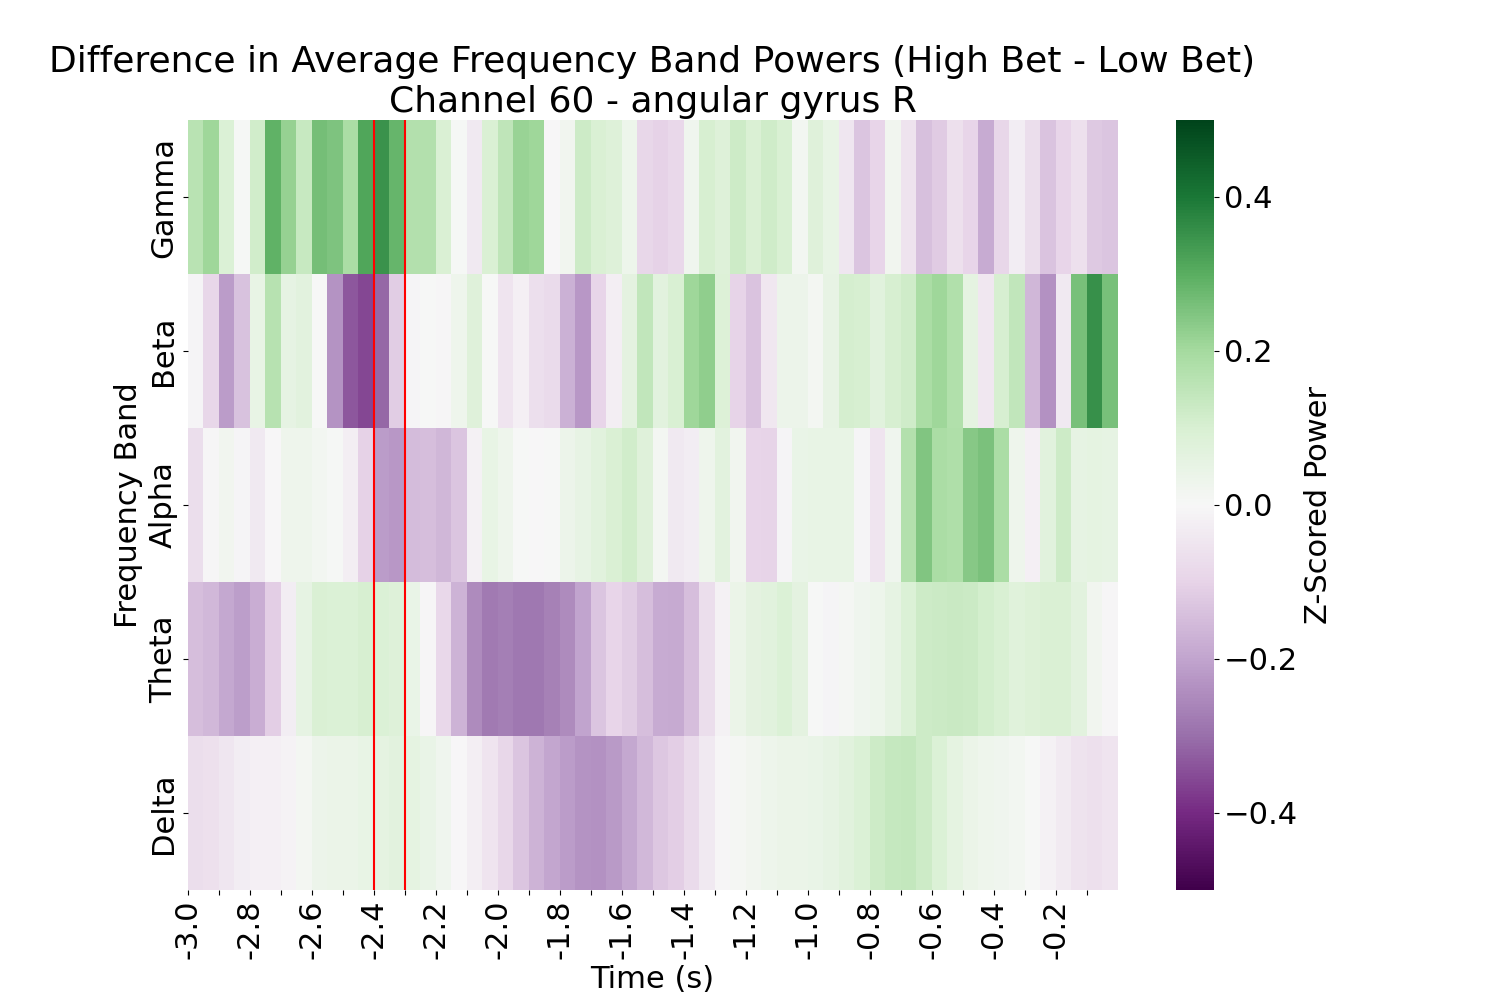 Difference in Average Frequency Band Powers (High Bet - Low Bet)
Channel 60 - angular gyrus R
Frequency Band
Gamma
Beta
Alpha
Theta
Delta
-3.0
-2.8
-2.6
-2.4
-2.2
-2.0
-1.8
-1.6
-1.4
-1.2
-1.0
-0.8
-0.6
-0.4
-0.2
Time (s)
0.4
0.2
0.0
−0.2
−0.4
Z-Scored Power